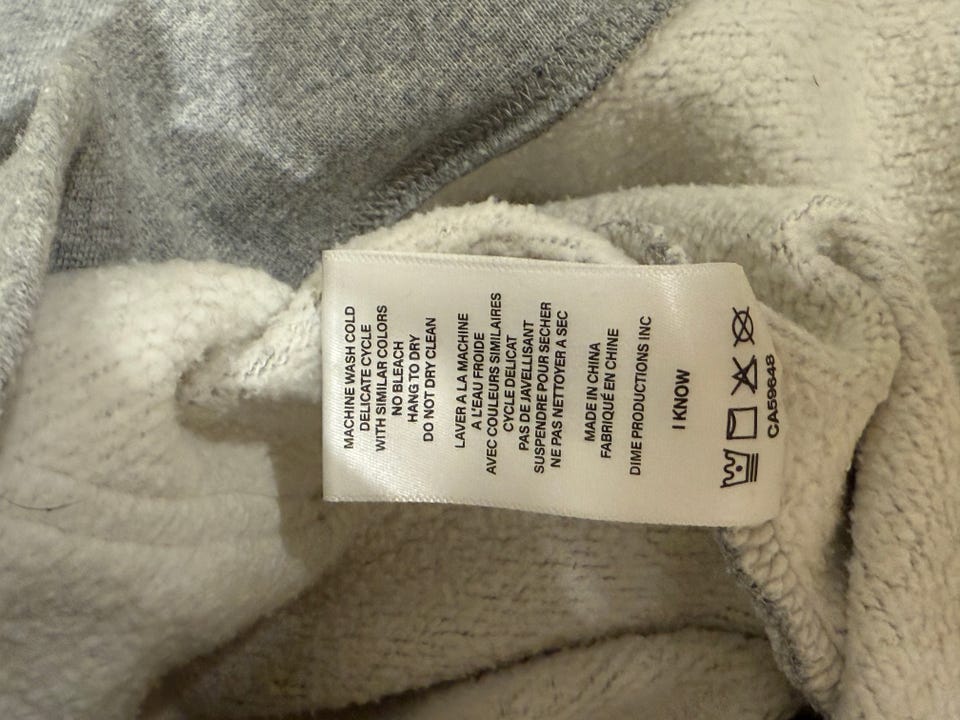 MACHINE WASH COLD
DELICATE CYCLE
WITH SIMILAR COLORS
NO BLEACH
HANG TO DRY
DO NOT DRY CLEAN
LAVER A LA MACHINE
A L'EAU FROIDE
AVEC COULEURS SIMILAIRES
CYCLE DELICAT
PAS DE JAVELLISANT
SUSPENDRE POUR SECHER
NE PAS NETTOYER A SEC
MADE IN CHINA
FABRIQUÉ EN CHINE
DIME PRODUCTIONS INC
I KNOW
CA59648